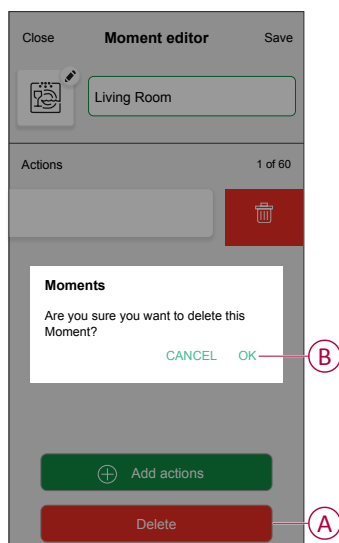 Close Moment editor Save
Living Room
Actions 1 of 60
Moments
Are you sure you want to delete this
Moment?
CANCEL OK
B
Add actions
Delete
A